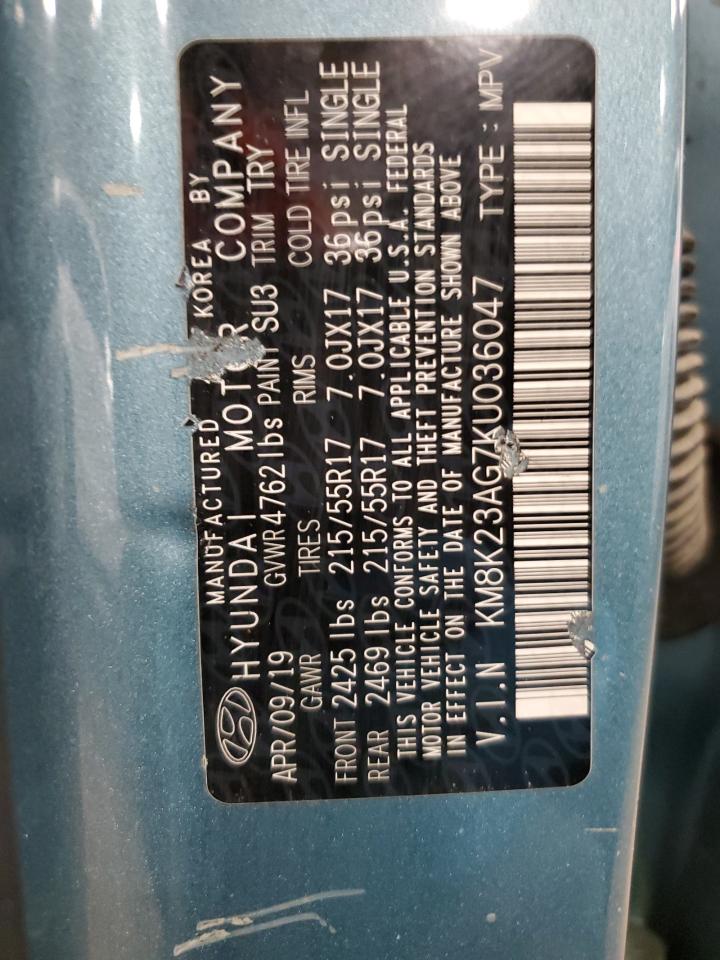 MANUFACTURED KOREA BY
HYUNDAI MOTOR COMPANY
APR/09/19 GVWR 4762 lbs PAINT SU3 TRIM TRY
GAWR TIRES RIMS COLD TIRE INFL
FRONT 2425 lbs 215/55R17 7.0JX17 36psi SINGLE
REAR 2469 lbs 215/55R17 7.0JX17 36psi SINGLE
THIS VEHICLE CONFORMS TO ALL APPLICABLE U.S.A. FEDERAL
MOTOR VEHICLE SAFETY AND THEFT PREVENTION STANDARDS
IN EFFECT ON THE DATE OF MANUFACTURE SHOWN ABOVE
V.I.N KM8K23AG7KU036047 TYPE : MPV